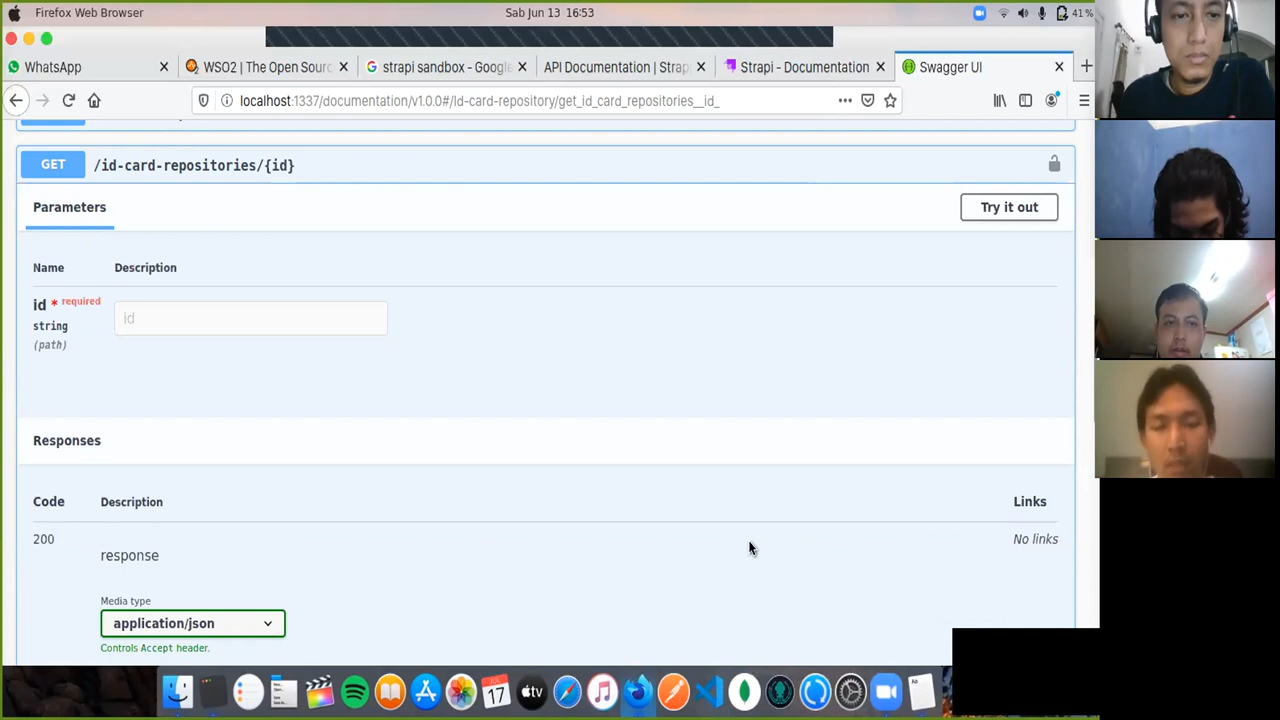 Firefox Web Browser
Sab Jun 13 16:53
41%
WhatsApp
WSO2 | The Open Sourc
strapi sandbox - Google
API Documentation | Strap
Strapi - Documentation
Swagger UI
localhost:1337/documentation/v1.0.0#/Id-card-repository/get_id_card_repositories__id_
GET /id-card-repositories/{id}
Parameters
Try it out
Name
Description
id * required
string
(path)
id
Responses
Code
Description
Links
200
response
No links
Media type
application/json
Controls Accept header.
17
tv